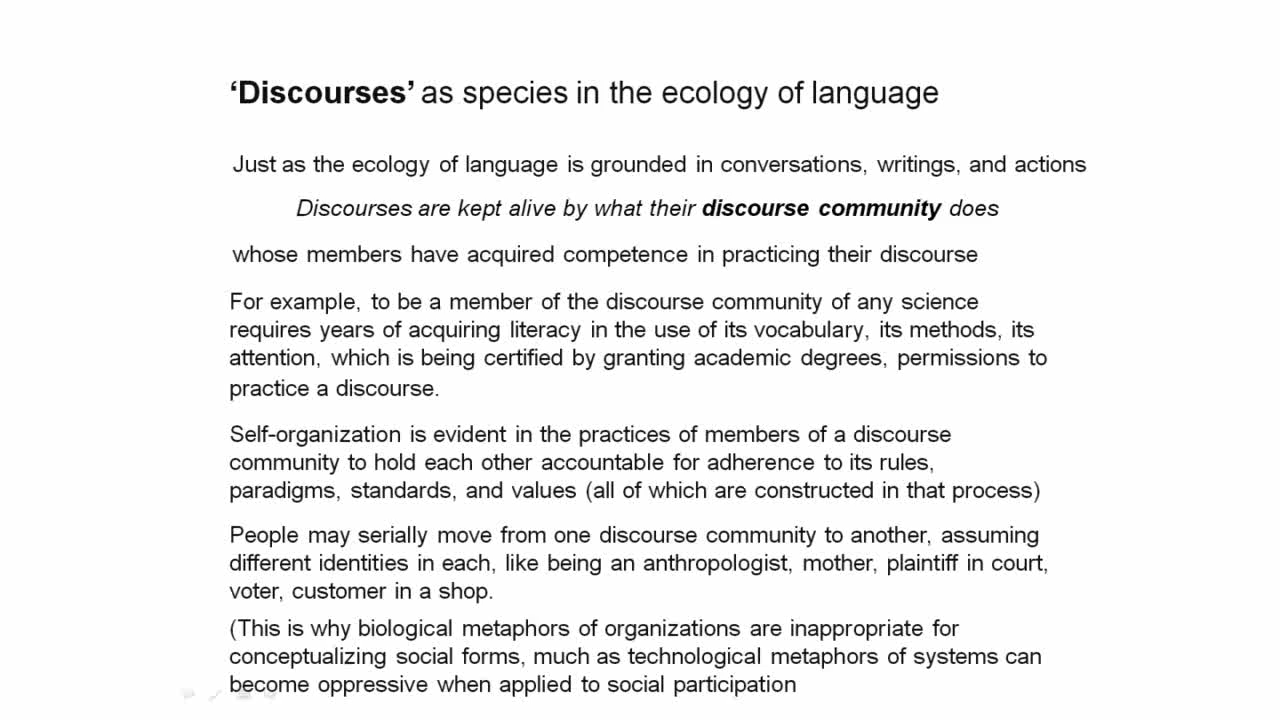 ‘Discourses’ as species in the ecology of language
Just as the ecology of language is grounded in conversations, writings, and actions
Discourses are kept alive by what their discourse community does
whose members have acquired competence in practicing their discourse
For example, to be a member of the discourse community of any science
requires years of acquiring literacy in the use of its vocabulary, its methods, its
attention, which is being certified by granting academic degrees, permissions to
practice a discourse.
Self-organization is evident in the practices of members of a discourse
community to hold each other accountable for adherence to its rules,
paradigms, standards, and values (all of which are constructed in that process)
People may serially move from one discourse community to another, assuming
different identities in each, like being an anthropologist, mother, plaintiff in court,
voter, customer in a shop.
(This is why biological metaphors of organizations are inappropriate for
conceptualizing social forms, much as technological metaphors of systems can
become oppressive when applied to social participation